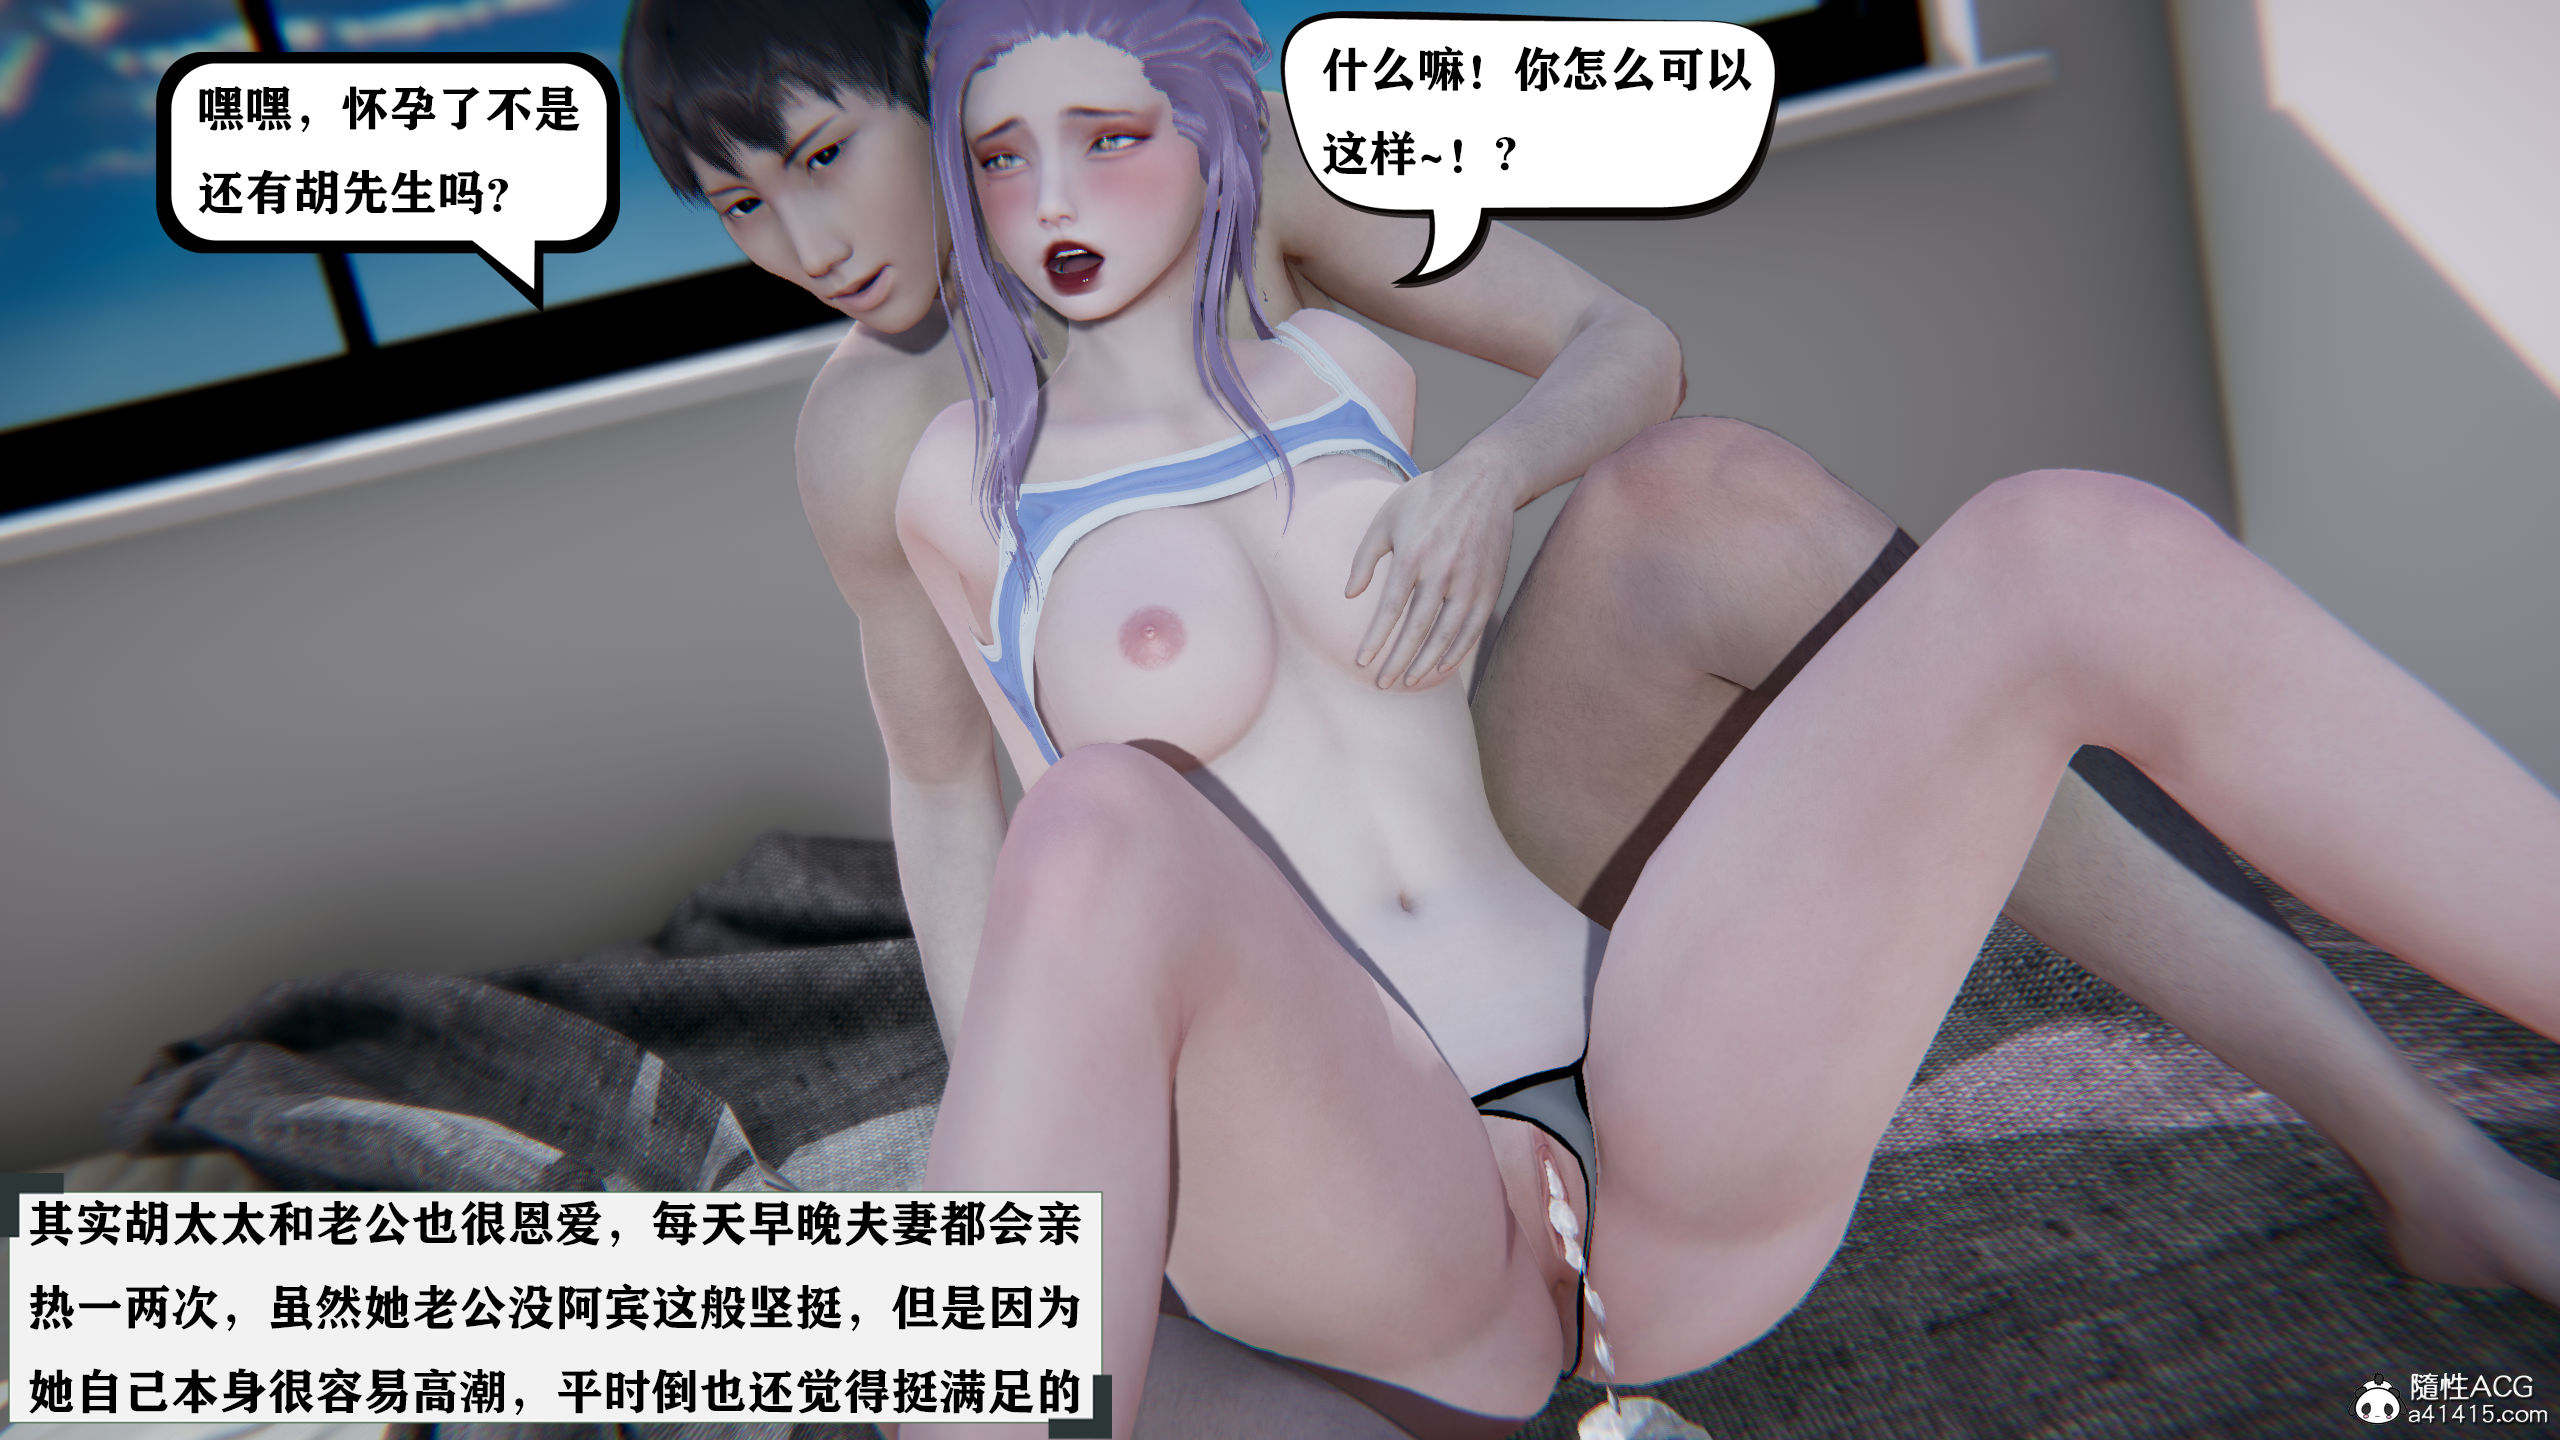 嘿嘿，怀孕了不是
还有胡先生吗？
什么嘛！你怎么可以
这样~！？
其实胡太太和老公也很恩爱，每天早晚夫妻都会亲
热一两次，虽然她老公没阿宾这般坚挺，但是因为
她自己本身很容易高潮，平时倒也还觉得挺满足的
隨性ACG
a41415.com